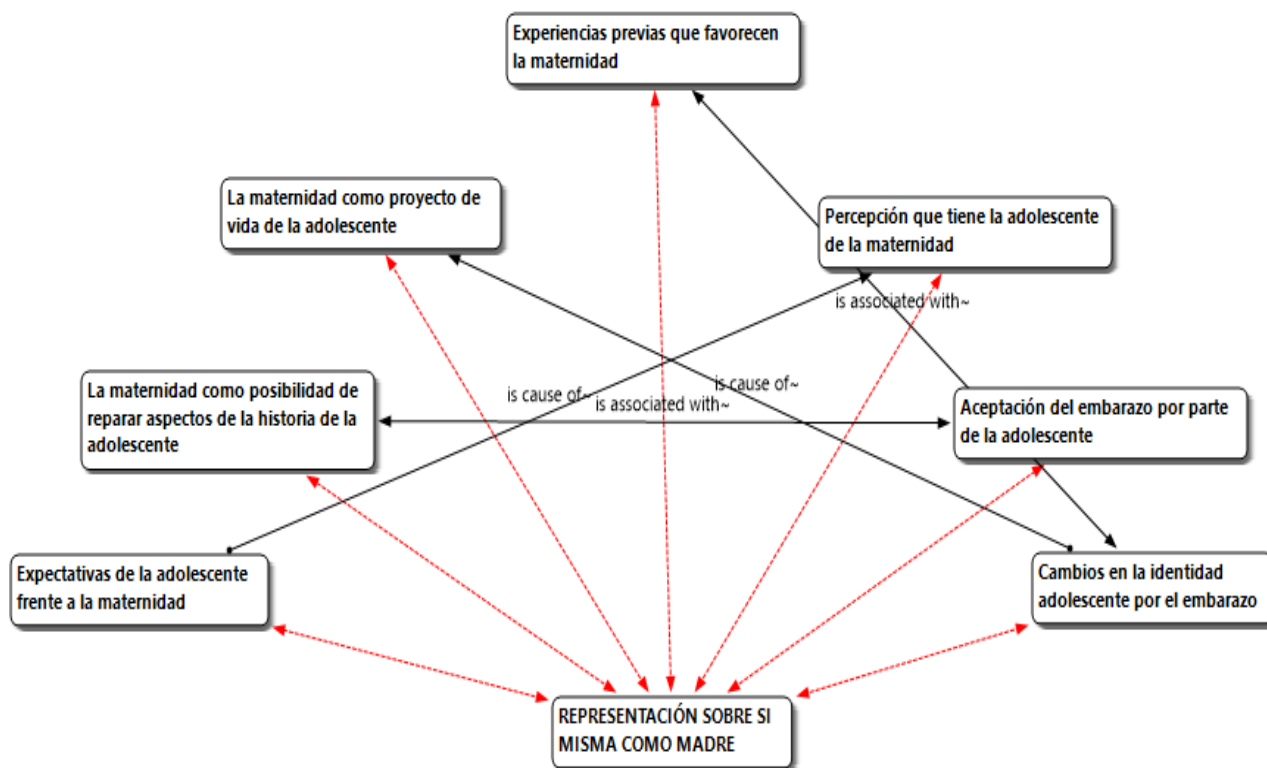 Experiencias previas que favorecen
la maternidad
La maternidad como proyecto de
vida de la adolescente
Percepción que tiene la adolescente
de la maternidad
is associated with~
La maternidad como posibilidad de
reparar aspectos de la historia de la
adolescente
is cause of~
is associated with~
is cause of~
Aceptación del embarazo por parte
de la adolescente
Expectativas de la adolescente
frente a la maternidad
Cambios en la identidad
adolescente por el embarazo
REPRESENTACIÓN SOBRE SI
MISMA COMO MADRE